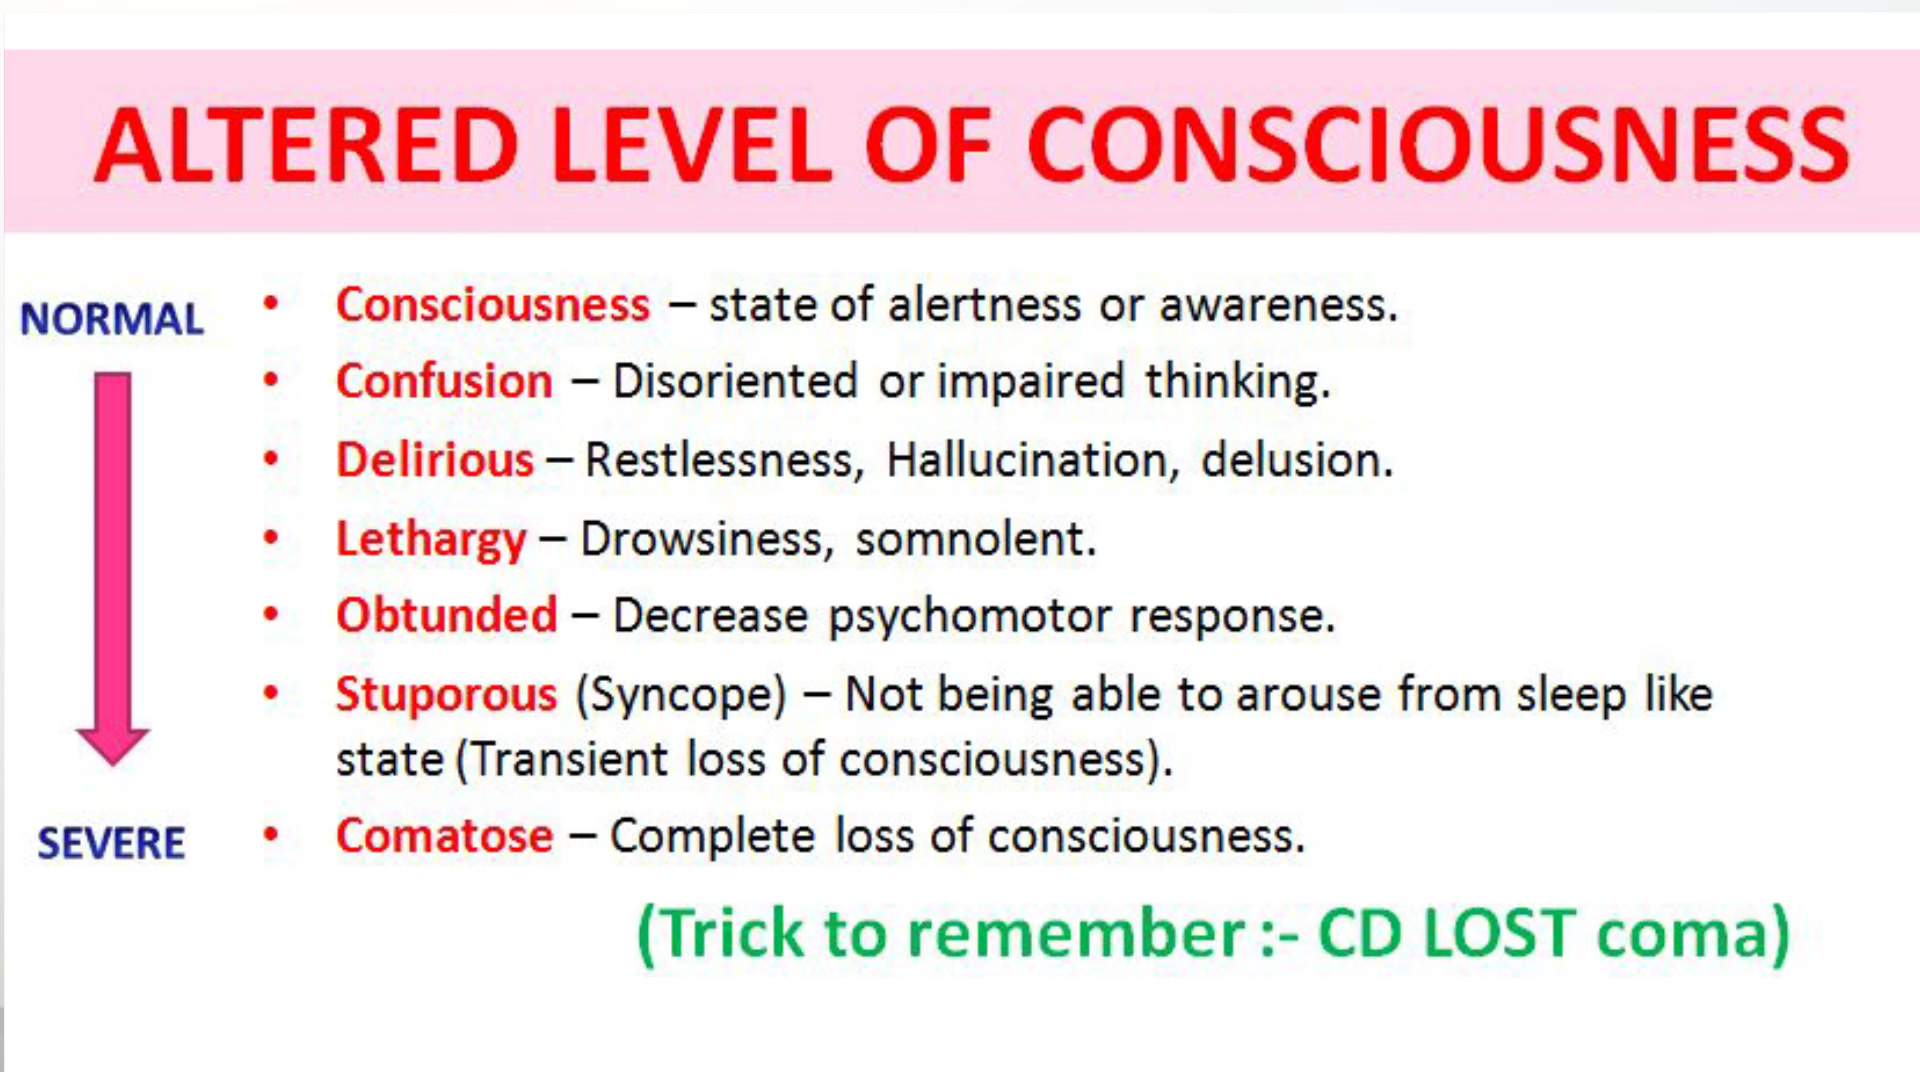 ALTERED LEVEL OF CONSCIOUSNESS
NORMAL
• Consciousness – state of alertness or awareness.
• Confusion – Disoriented or impaired thinking.
• Delirious – Restlessness, Hallucination, delusion.
• Lethargy – Drowsiness, somnolent.
• Obtunded – Decrease psychomotor response.
• Stuporous (Syncope) – Not being able to arouse from sleep like
state (Transient loss of consciousness).
SEVERE
• Comatose – Complete loss of consciousness.
(Trick to remember :- CD LOST coma)